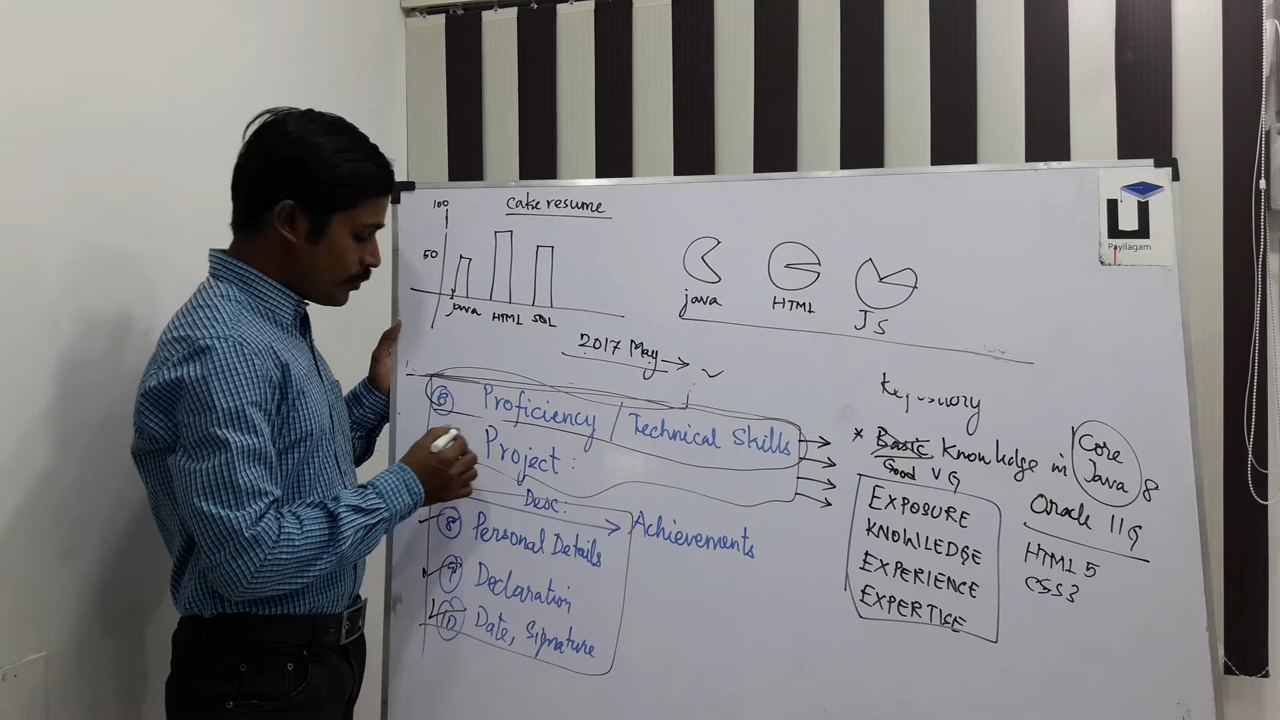 cake resume
100
50
java HTML SQL
java HTML JS
Payilagam
2017 May
6 Proficiency / Technical Skills
Project :
Desc.
Achievements
8 Personal Details
9 Declaration
10 Date, Signature
* Basic Knowledge in Core Java 8
Good VG
Oracle 11G
HTML 5
CSS3
EXPOSURE
KNOWLEDGE
EXPERIENCE
EXPERTISE